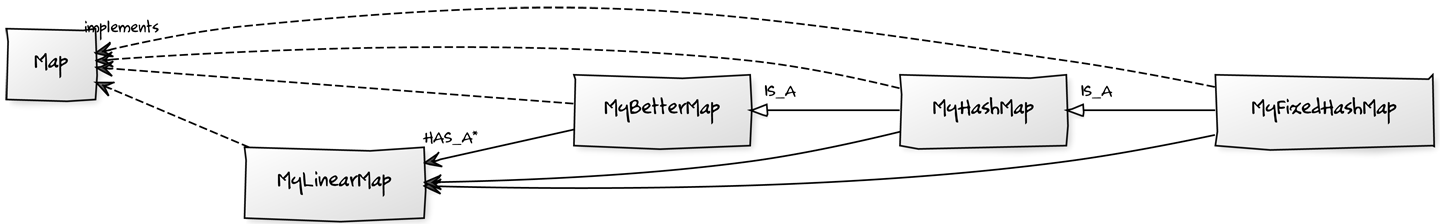 implements
Map
IS_A
IS_A
MyBetterMap
MyHashMap
MyFixedHashMap
HAS_A*
MyLinearMap